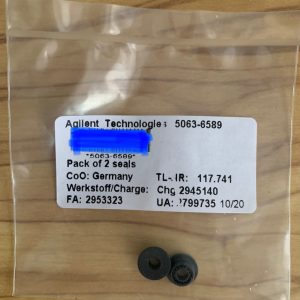 Agilent Technologies 5063-6589
"5063-6589"
Pack of 2 seals
CoO: Germany TL-.IR: 117.741
Werkstoff/Charge: Chg 2945140
FA: 2953323 UA: .!799735 10/20